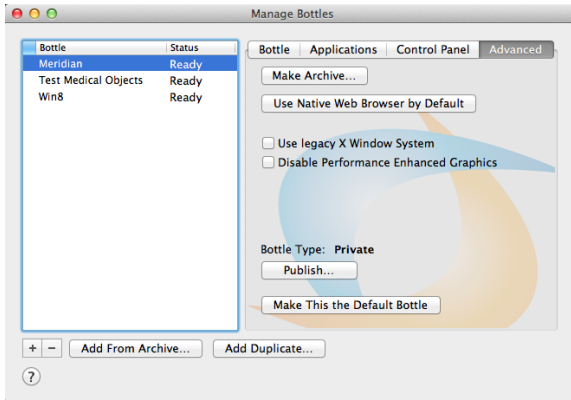 Manage Bottles
Bottle Status
Meridian Ready
Test Medical Objects Ready
Win8 Ready
Bottle Applications Control Panel Advanced
Make Archive...
Use Native Web Browser by Default
Use legacy X Window System
Disable Performance Enhanced Graphics
Bottle Type: Private
Publish...
Make This the Default Bottle
+ - Add From Archive... Add Duplicate...
?